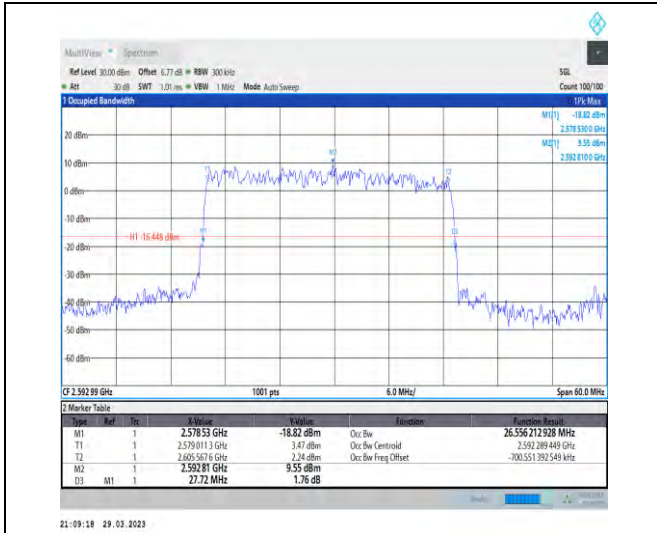 MultiView Spectrum
Ref Level 30.00 dBm Offset 6.77 dB RBW 300 kHz SGL
Att 30 dB SWT 1.01 ms VBW 1 MHz Mode Auto Sweep Count 100/100
1 Occupied Bandwidth 1Pk Max
M1[1] -18.82 dBm
2.578 530 0 GHz
M2[1] 9.55 dBm
2.592 810 0 GHz
20 dBm
10 dBm
0 dBm
-10 dBm
-20 dBm
-30 dBm
-40 dBm
-50 dBm
-60 dBm
H1 -16.448 dBm
T1
M2
T2
M1
D3
CF 2.592 99 GHz 1001 pts 6.0 MHz/ Span 60.0 MHz
2 Marker Table
Type Ref Trc X-Value Y-Value Function Function Result
M1 1 2.578 53 GHz -18.82 dBm Occ Bw 26.556 212 928 MHz
T1 1 2.579 011 3 GHz 3.47 dBm Occ Bw Centroid 2.592 289 449 GHz
T2 1 2.605 567 6 GHz 2.24 dBm Occ Bw Freq Offset -700.551 392 549 kHz
M2 1 2.592 81 GHz 9.55 dBm
D3 M1 1 27.72 MHz 1.76 dB
21:09:18 29.03.2023